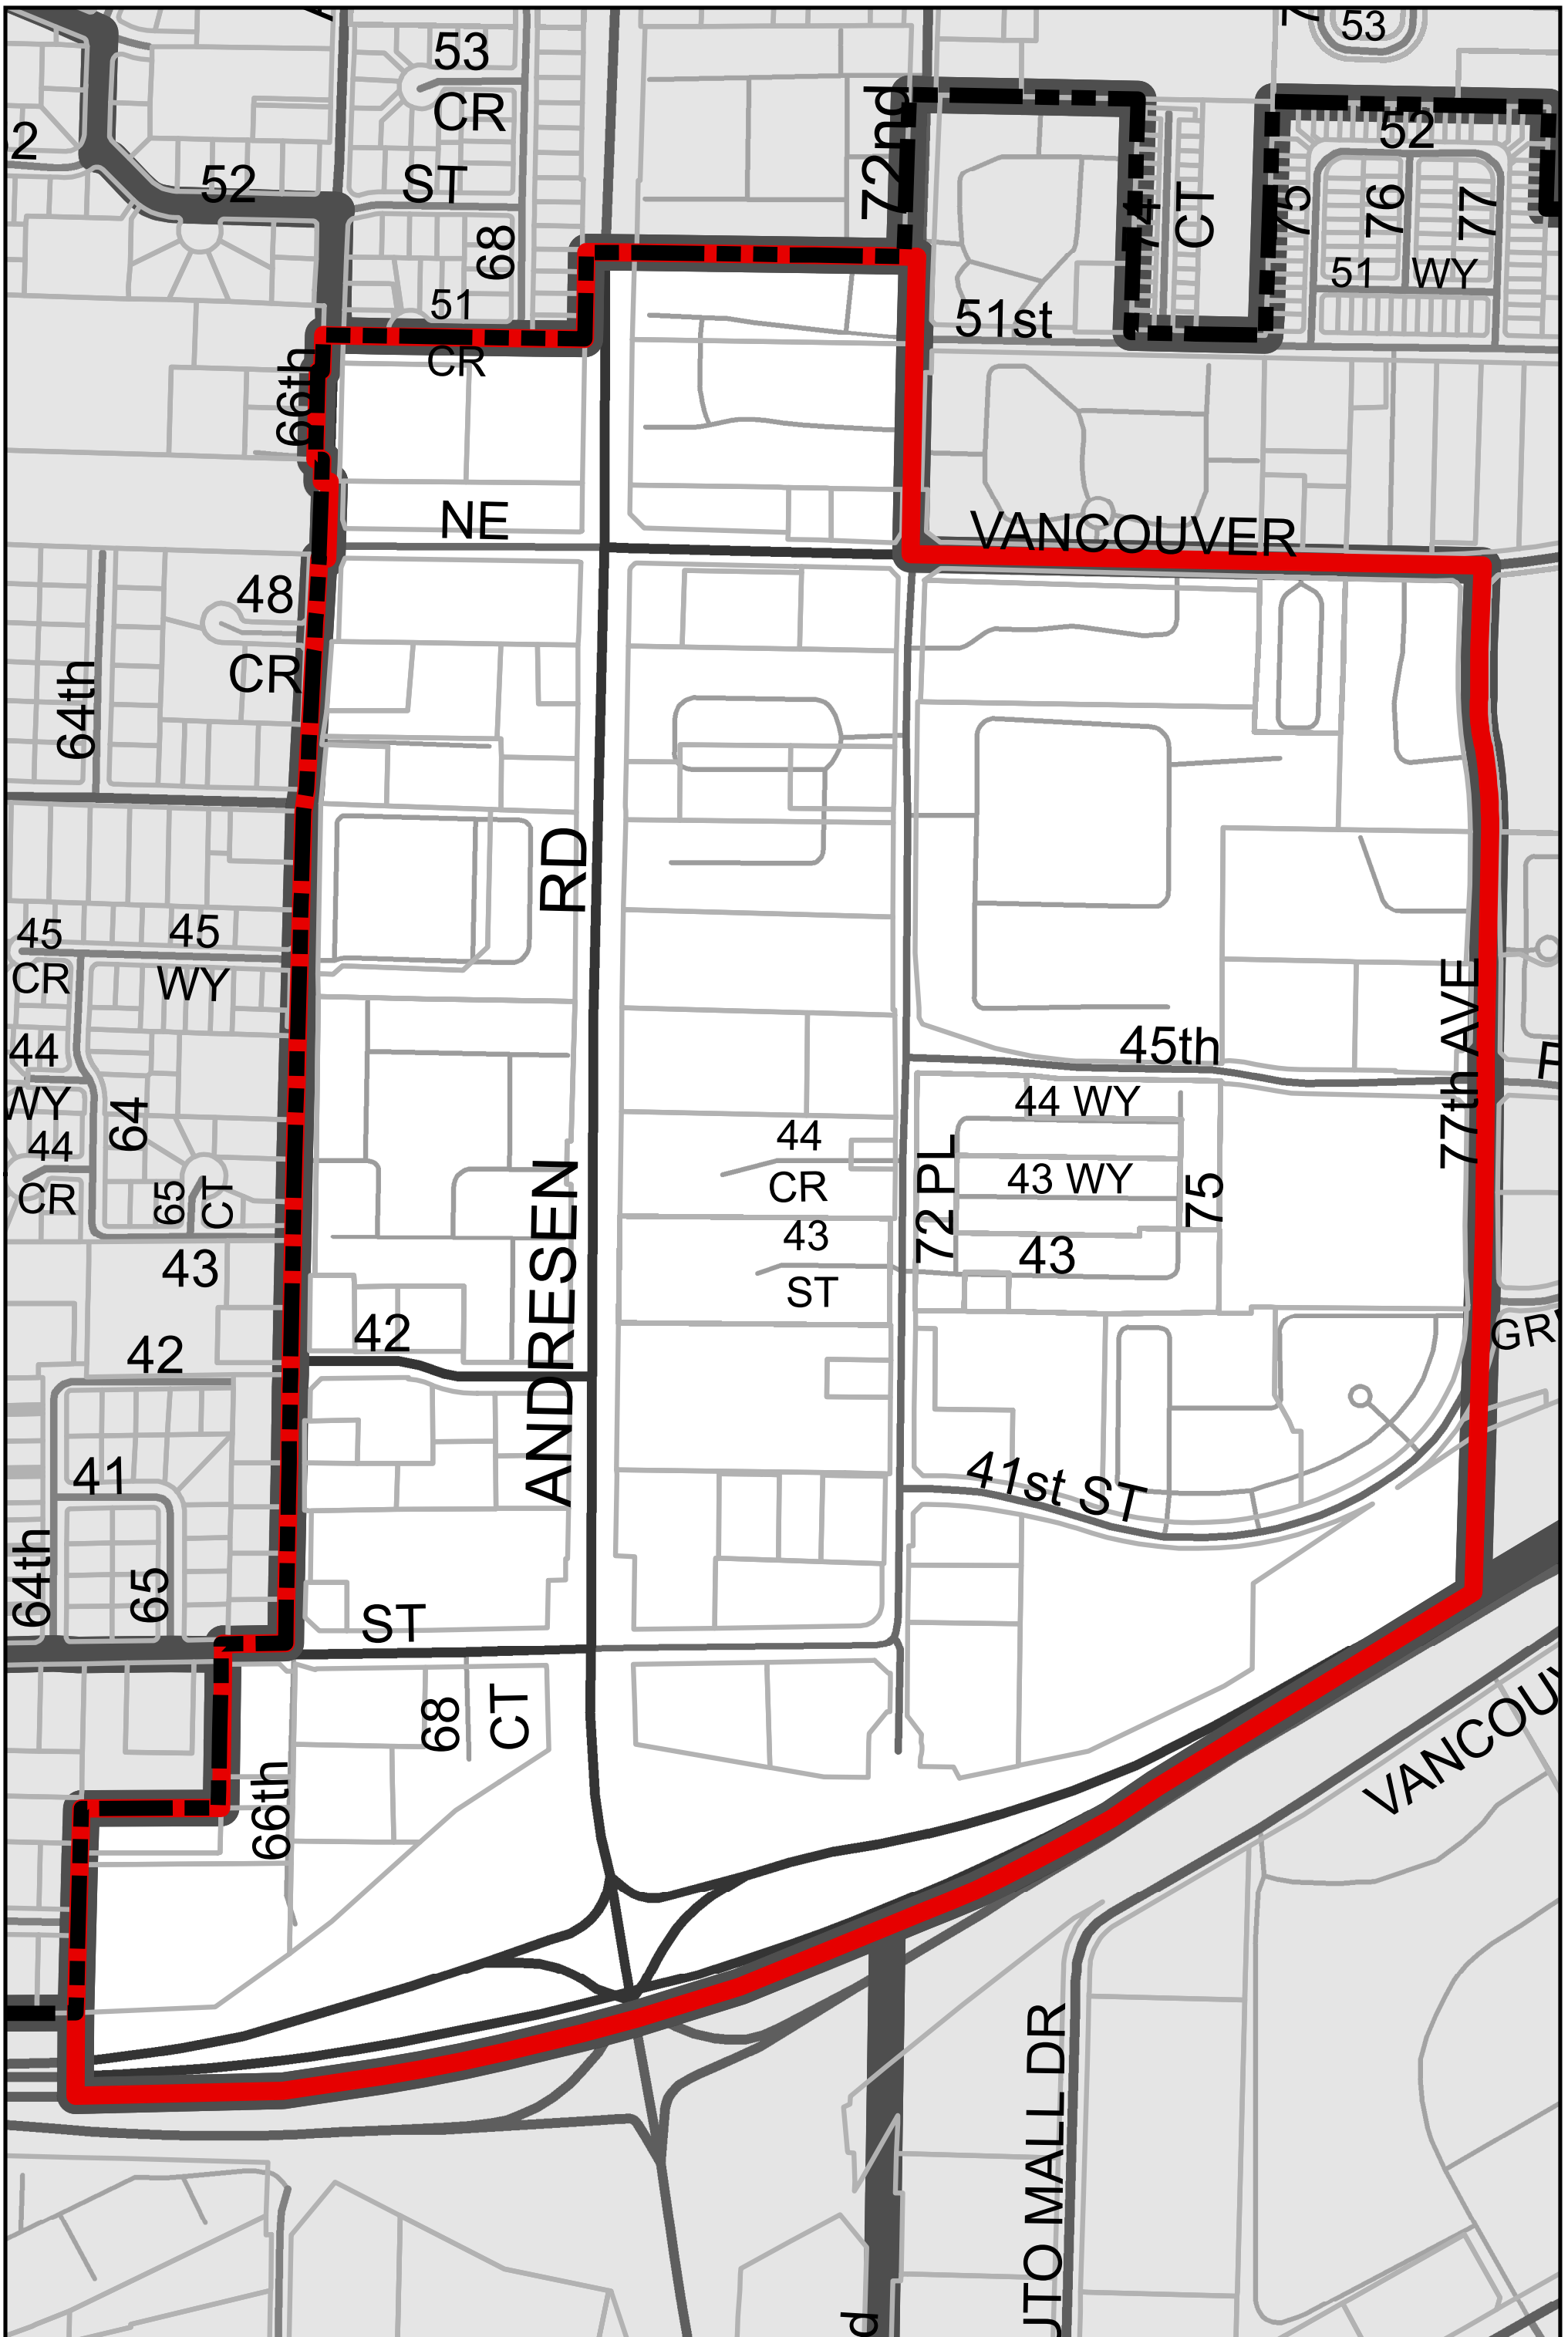 53
53
CR
2
72nd
52
52
ST
74
CT
75
76
77
68
51
51 WY
51st
CR
66th
NE
VANCOUVER
48
CR
64th
RD
45
45
CR
WY
77th AVE
44
45th
WY
64
44 WY
44
44
72 PL
43 WY
75
CR
65
CT
CR
43
43
43
ST
ANDRESEN
42
42
41
41st ST
64th
65
ST
68
CT
66th
VANCOUV
UTO MALL DR
d